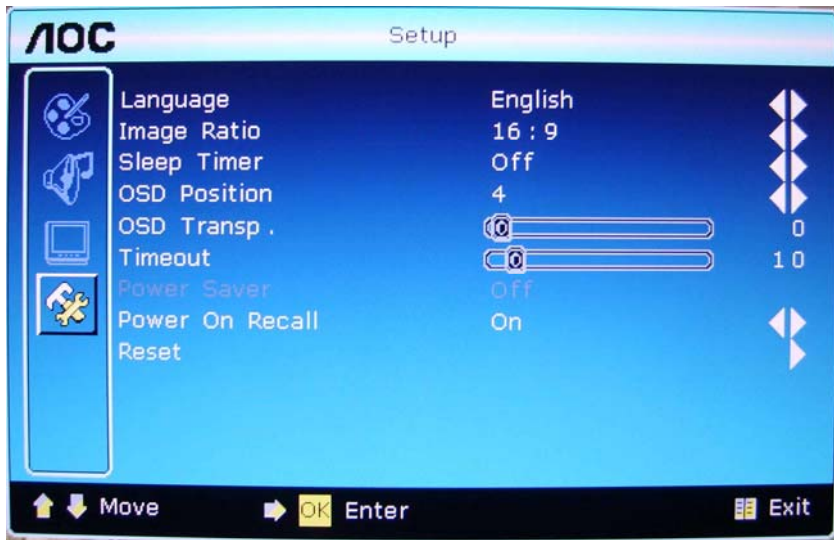 AOC Setup
Language English
Image Ratio 16 : 9
Sleep Timer Off
OSD Position 4
OSD Transp . 0
Timeout 10
Power Saver Off
Power On Recall On
Reset
Move OK Enter Exit